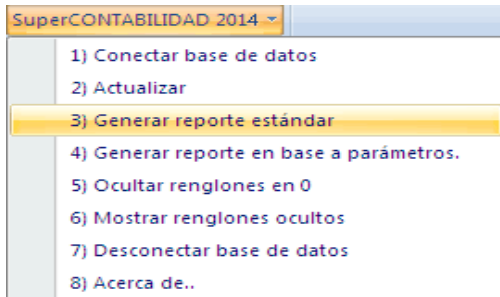 SuperCONTABILIDAD 2014
1) Conectar base de datos
2) Actualizar
3) Generar reporte estándar
4) Generar reporte en base a parámetros.
5) Ocultar renglones en 0
6) Mostrar renglones ocultos
7) Desconectar base de datos
8) Acerca de..